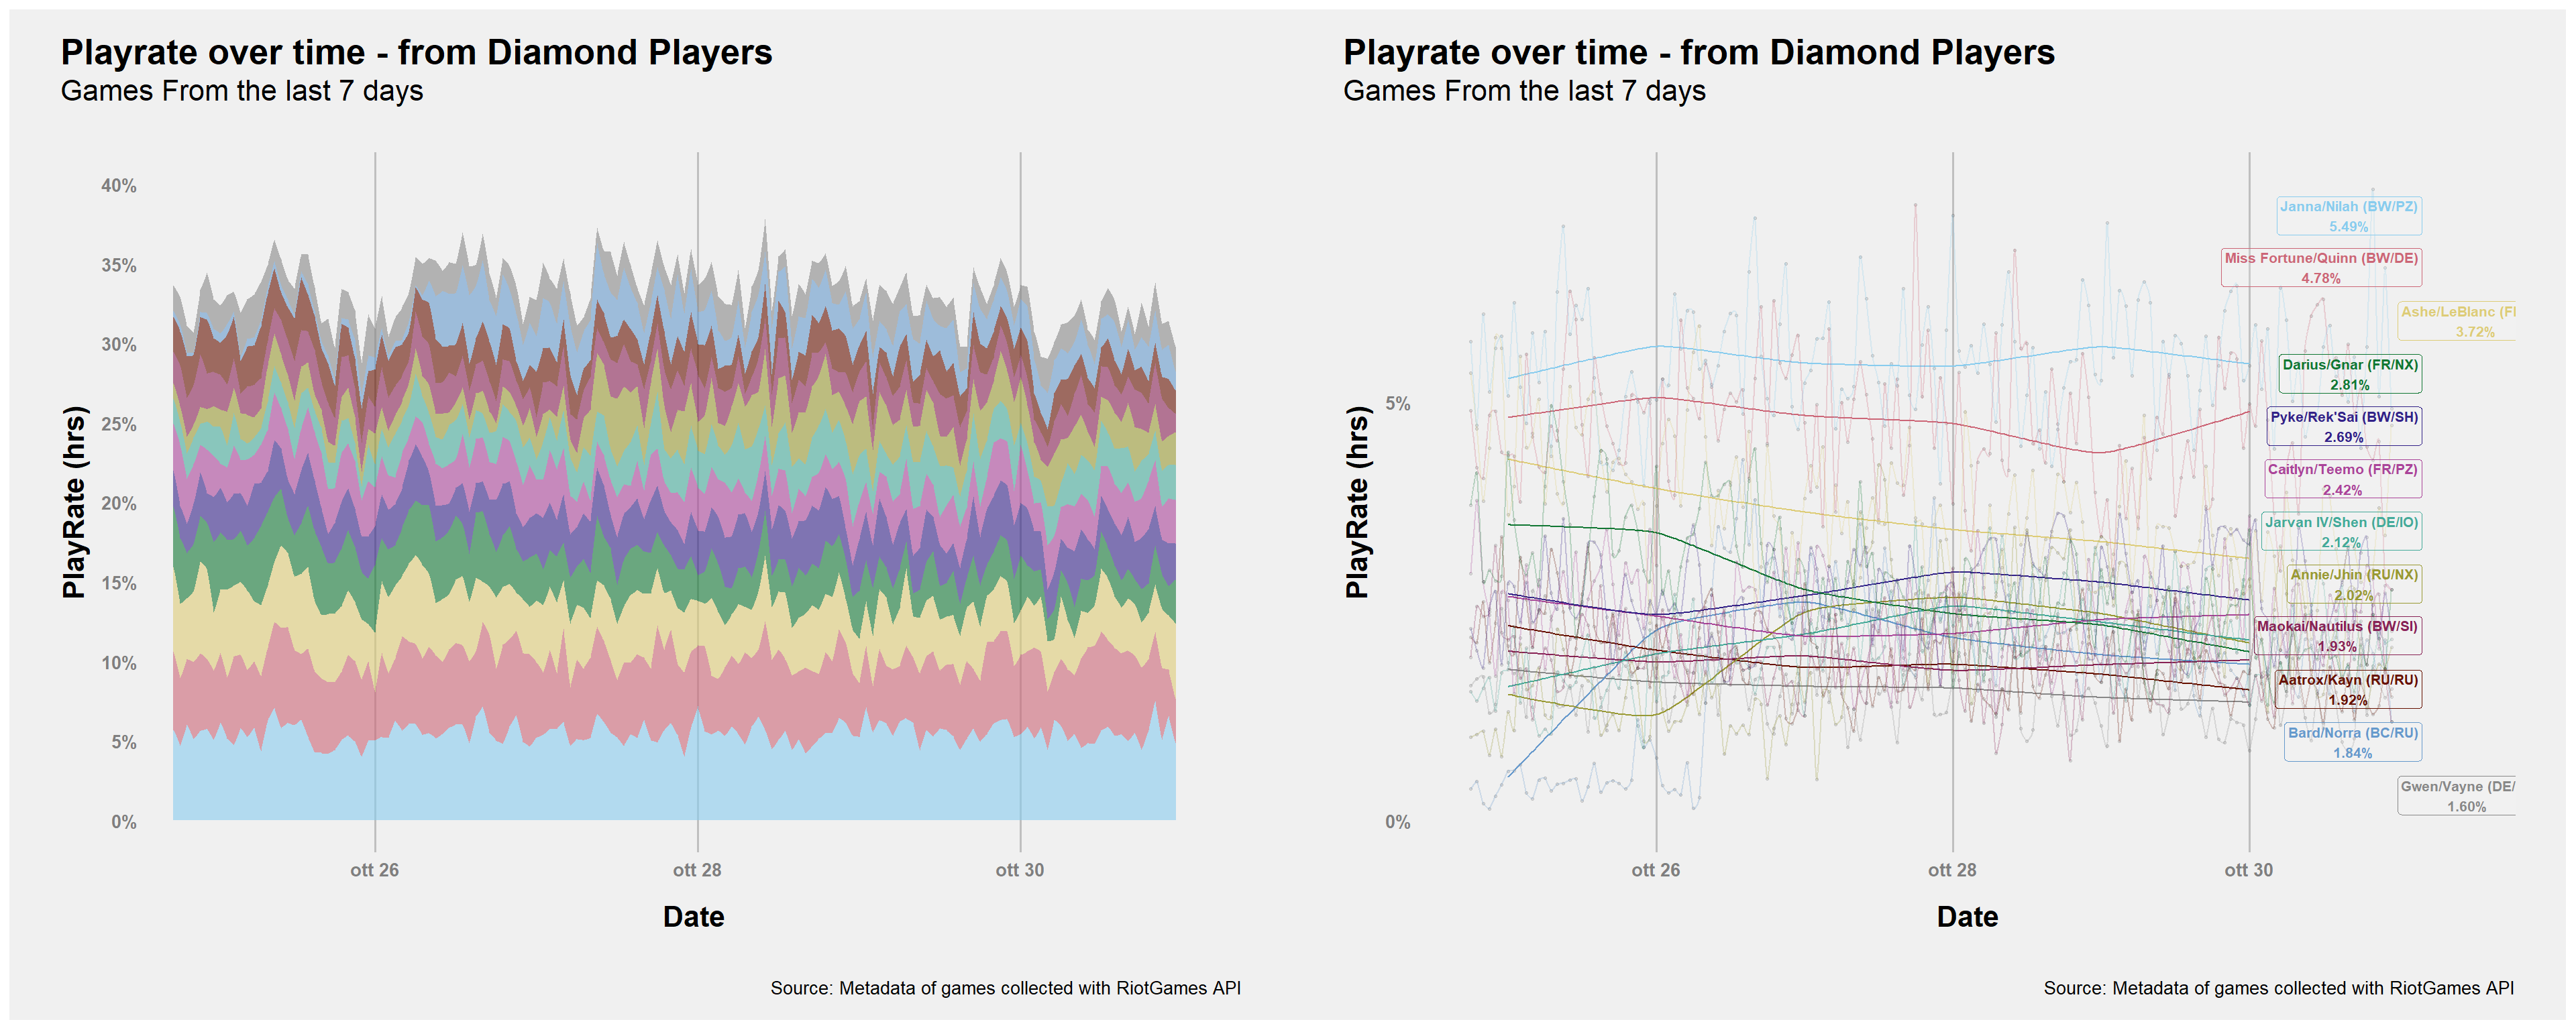 Playrate over time - from Diamond Players
Games From the last 7 days
40%
35%
30%
25%
20%
15%
10%
5%
0%
PlayRate (hrs)
ott 26
ott 28
ott 30
Date
Source: Metadata of games collected with RiotGames API
Playrate over time - from Diamond Players
Games From the last 7 days
5%
0%
PlayRate (hrs)
Janna/Nilah (BW/PZ)
5.49%
Miss Fortune/Quinn (BW/DE)
4.78%
Ashe/LeBlanc
3.72%
Darius/Gnar (FR/NX)
2.81%
Pyke/Rek'Sai (BW/SH)
2.69%
Caitlyn/Teemo (FR/PZ)
2.42%
Jarvan IV/Shen (DE/IO)
2.12%
Annie/Jhin (RU/NX)
2.02%
Maokai/Nautilus (BW/SI)
1.93%
Aatrox/Kayn (RU/RU)
1.92%
Bard/Norra (BC/RU)
1.84%
Gwen/Vayne (DE/
1.60%
ott 26
ott 28
ott 30
Date
Source: Metadata of games collected with RiotGames API